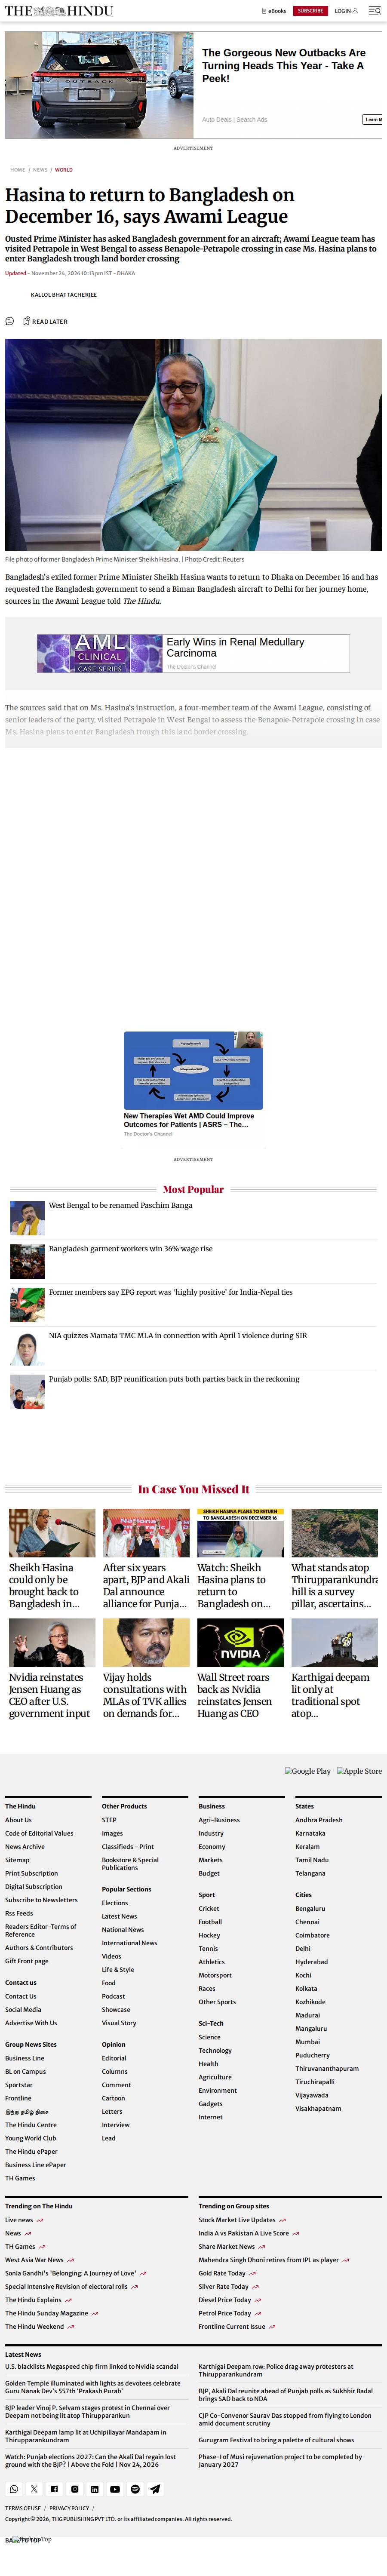 THE HINDU
eBooks
SUBSCRIBE
LOGIN
The Gorgeous New Outbacks Are
Turning Heads This Year - Take A
Peek!
Auto Deals | Search Ads
Learn M
ADVERTISEMENT
HOME / NEWS / WORLD
Hasina to return to Bangladesh on
December 16, says Awami League
Ousted Prime Minister has asked Bangladesh government for an aircraft; Awami League team has
visited Petrapole in West Bengal to assess Benapole-Petrapole crossing in case Ms. Hasina plans to
enter Bangladesh trough land border crossing
Updated - November 24, 2026 10:13 pm IST - DHAKA
KALLOL BHATTACHERJEE
READ LATER
File photo of former Bangladesh Prime Minister Sheikh Hasina. | Photo Credit: Reuters
Bangladesh's exiled former Prime Minister Sheikh Hasina wants to return to Dhaka on December 16 and has
requested the Bangladesh government to send a Biman Bangladesh aircraft to Delhi for her journey home,
sources in the Awami League told The Hindu.
AML
CLINICAL
CASE SERIES
Early Wins in Renal Medullary
Carcinoma
The Doctor's Channel
The sources said that on Ms. Hasina's instruction, a four-member team of the Awami League, consisting of
senior leaders of the party, visited Petrapole in West Bengal to assess the Benapole-Petrapole crossing in case
Ms. Hasina plans to enter Bangladesh trough this land border crossing.
New Therapies Wet AMD Could Improve
Outcomes for Patients | ASRS – The…
The Doctor's Channel
ADVERTISEMENT
Most Popular
West Bengal to be renamed Paschim Banga
Bangladesh garment workers win 36% wage rise
Former members say EPG report was 'highly positive' for India-Nepal ties
NIA quizzes Mamata TMC MLA in connection with April 1 violence during SIR
Punjab polls: SAD, BJP reunification puts both parties back in the reckoning
In Case You Missed It
Sheikh Hasina
could only be
brought back to
Bangladesh in…
After six years
apart, BJP and Akali
Dal announce
alliance for Punja…
SHEIKH HASINA PLANS TO RETURN
TO BANGLADESH ON DECEMBER 16
Watch: Sheikh
Hasina plans to
return to
Bangladesh on…
What stands atop
Thirupparankundra
hill is a survey
pillar, ascertains…
Nvidia reinstates
Jensen Huang as
CEO after U.S.
government input
Vijay holds
consultations with
MLAs of TVK allies
on demands for…
NVIDIA
Wall Street roars
back as Nvidia
reinstates Jensen
Huang as CEO
Karthigai deepam
lit only at
traditional spot
atop…
Google Play
Apple Store
The Hindu
About Us
Code of Editorial Values
News Archive
Sitemap
Print Subscription
Digital Subscription
Subscribe to Newsletters
Rss Feeds
Readers Editor-Terms of
Reference
Authors & Contributors
Gift Front page
Contact us
Contact Us
Social Media
Advertise With Us
Group News Sites
Business Line
BL on Campus
Sportstar
Frontline
இந்து தமிழ் திசை
The Hindu Centre
Young World Club
The Hindu ePaper
Business Line ePaper
TH Games
Other Products
STEP
Images
Classifieds - Print
Bookstore & Special
Publications
Popular Sections
Elections
Latest News
National News
International News
Videos
Life & Style
Food
Podcast
Showcase
Visual Story
Opinion
Editorial
Columns
Comment
Cartoon
Letters
Interview
Lead
Business
Agri-Business
Industry
Economy
Markets
Budget
Sport
Cricket
Football
Hockey
Tennis
Athletics
Motorsport
Races
Other Sports
Sci-Tech
Science
Technology
Health
Agriculture
Environment
Gadgets
Internet
States
Andhra Pradesh
Karnataka
Keralam
Tamil Nadu
Telangana
Cities
Bengaluru
Chennai
Coimbatore
Delhi
Hyderabad
Kochi
Kolkata
Kozhikode
Madurai
Mangaluru
Mumbai
Puducherry
Thiruvananthapuram
Tiruchirapalli
Vijayawada
Visakhapatnam
Trending on The Hindu
Live news
News
TH Games
West Asia War News
Sonia Gandhi's 'Belonging: A Journey of Love'
Special Intensive Revision of electoral rolls
The Hindu Explains
The Hindu Sunday Magazine
The Hindu Weekend
Trending on Group sites
Stock Market Live Updates
India A vs Pakistan A Live Score
Share Market News
Mahendra Singh Dhoni retires from IPL as player
Gold Rate Today
Silver Rate Today
Diesel Price Today
Petrol Price Today
Frontline Current Issue
Latest News
U.S. blacklists Megaspeed chip firm linked to Nvidia scandal
Golden Temple illuminated with lights as devotees celebrate
Guru Nanak Dev's 557th 'Prakash Purab'
BJP leader Vinoj P. Selvam stages protest in Chennai over
Deepam not being lit atop Thirupparankun
Karthigai Deepam lamp lit at Uchipillayar Mandapam in
Thirupparankundram
Watch: Punjab elections 2027: Can the Akali Dal regain lost
ground with the BJP? | Above the Fold | Nov 24, 2026
Karthigai Deepam row: Police drag away protesters at
Thirupparankundram
BJP, Akali Dal reunite ahead of Punjab polls as Sukhbir Badal
brings SAD back to NDA
CJP Co-Convenor Saurav Das stopped from flying to London
amid document scrutiny
Gurugram Festival to bring a palette of cultural shows
Phase-I of Musi rejuvenation project to be completed by
January 2027
TERMS OF USE / PRIVACY POLICY /
Copyright© 2026, THG PUBLISHING PVT LTD. or its affiliated companies. All rights reserved.
BACK TO TOP